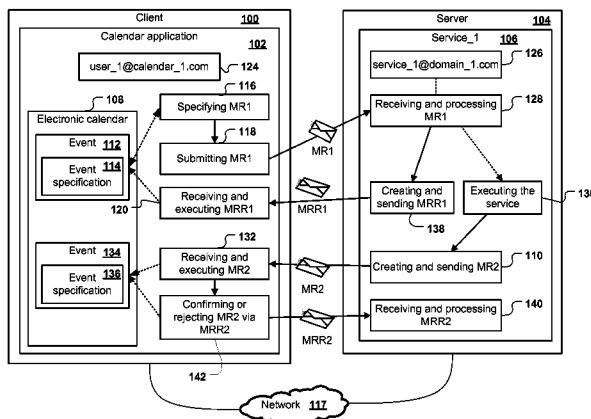 Client 100
Calendar application
102
user_1@calendar_1.com
124
108
116
Electronic calendar
Specifying MR1
118
Event 112
Event specification 114
Submitting MR1
120
Receiving and executing MRR1
132
Event 134
Event specification 136
Receiving and executing MR2
Confirming or rejecting MR2 via MRR2
142
MR1
MRR1
MR2
MRR2
Server
104
Service_1
106
126
service_1@domain_1.com
Receiving and processing MR1
128
Creating and sending MRR1
138
Executing the service
Creating and sending MR2
110
Receiving and processing MRR2
140
Network 117